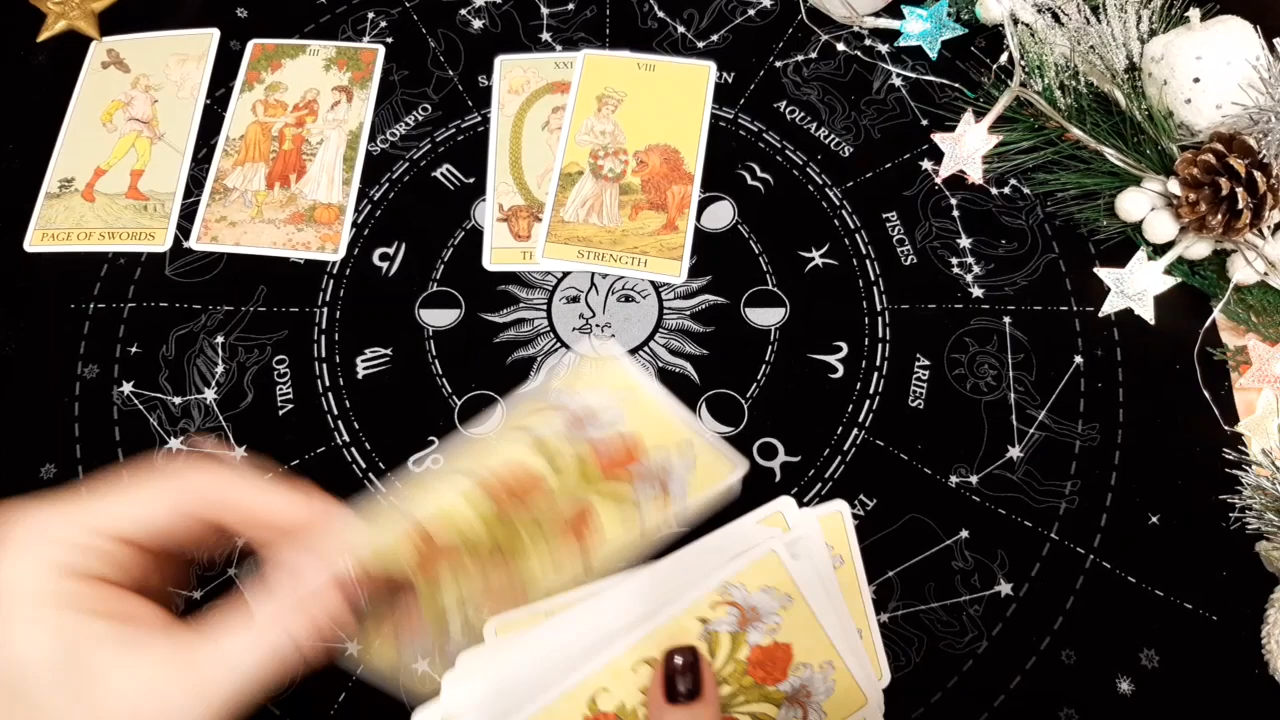 III
XXI
VIII
PAGE OF SWORDS
STRENGTH
SCORPIO
AQUARIUS
PISCES
VIRGO
ARIES